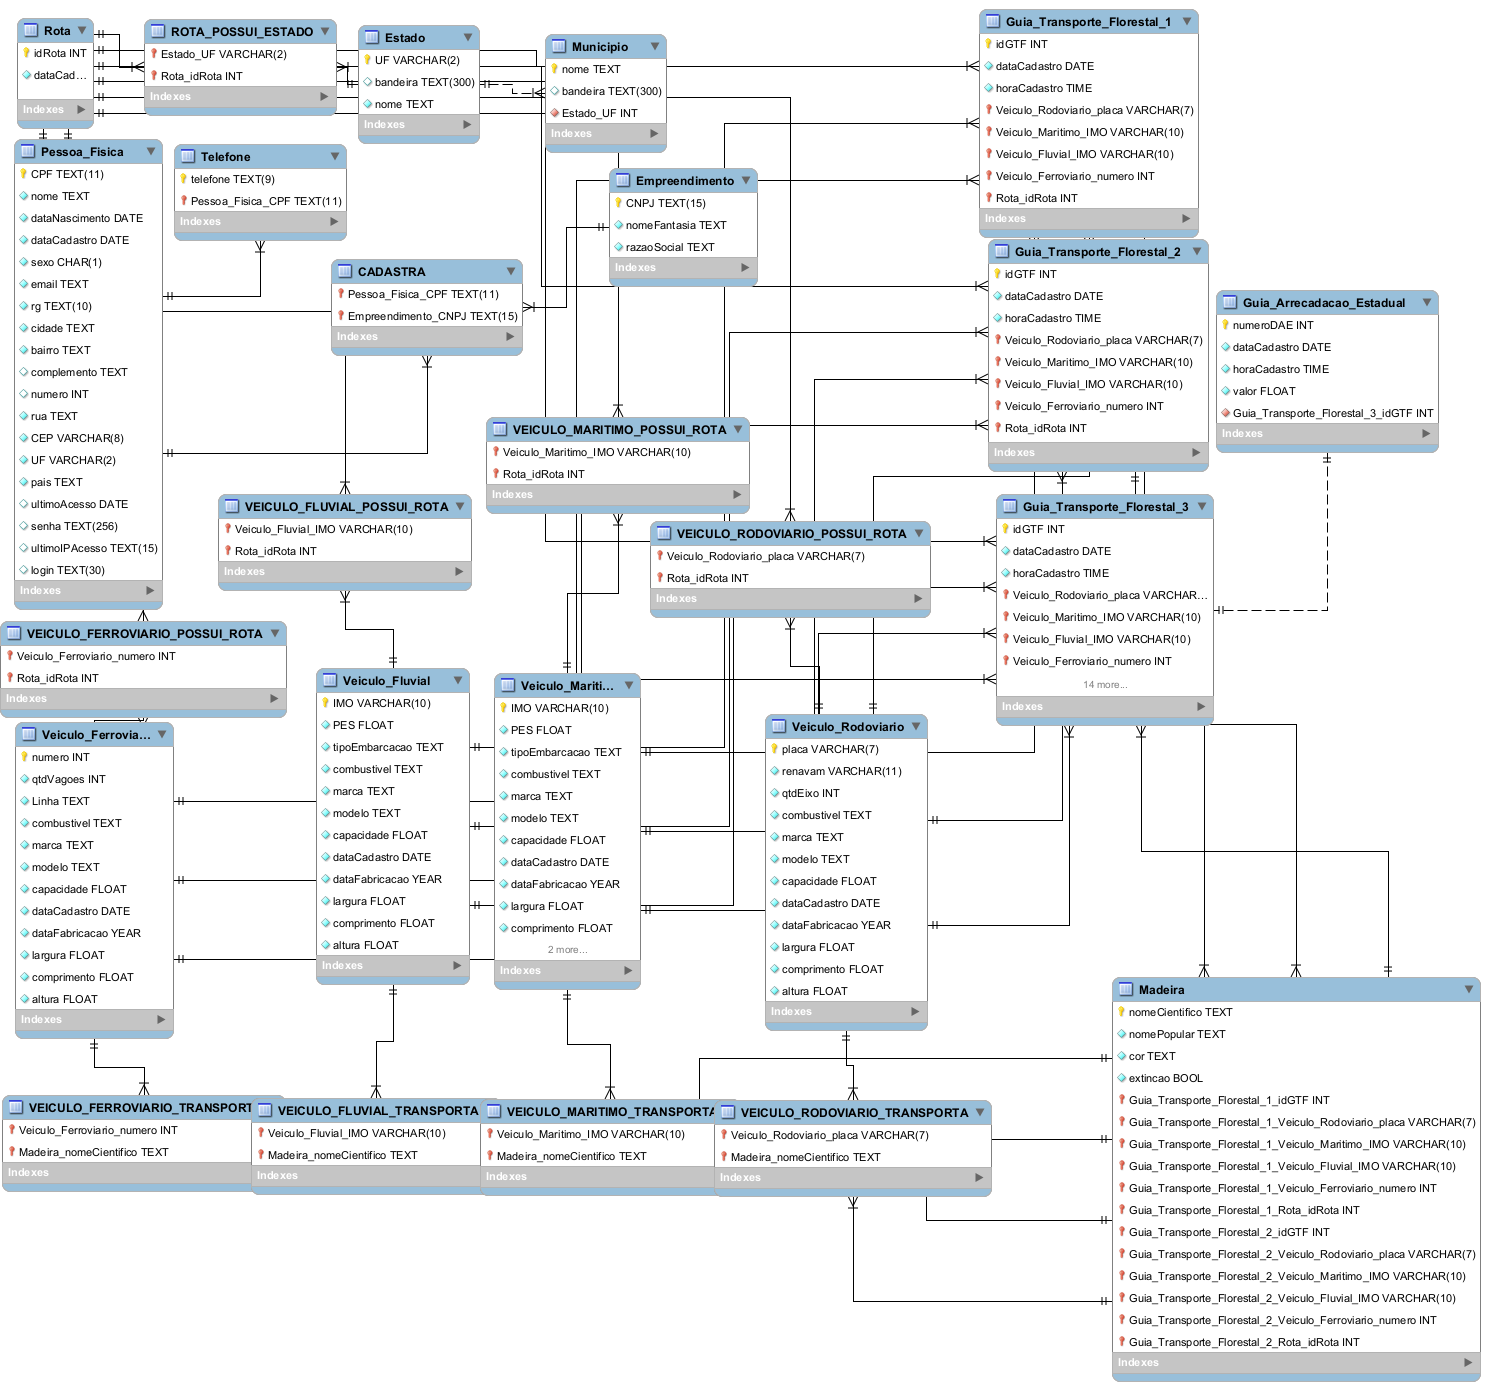 Rota
idRota INT
dataCad...
Indexes
ROTA_POSSUI_ESTADO
Estado_UF VARCHAR(2)
Rota_idRota INT
Indexes
Estado
UF VARCHAR(2)
bandeira TEXT(300)
nome TEXT
Indexes
Municipio
nome TEXT
bandeira TEXT(300)
Estado_UF INT
Indexes
Guia_Transporte_Florestal_1
idGTF INT
dataCadastro DATE
horaCadastro TIME
Veiculo_Rodoviario_placa VARCHAR(7)
Veiculo_Maritimo_IMO VARCHAR(10)
Veiculo_Fluvial_IMO VARCHAR(10)
Veiculo_Ferroviario_numero INT
Rota_idRota INT
Indexes
Pessoa_Fisica
CPF TEXT(11)
nome TEXT
dataNascimento DATE
dataCadastro DATE
sexo CHAR(1)
email TEXT
rg TEXT(10)
cidade TEXT
bairro TEXT
complemento TEXT
numero INT
rua TEXT
CEP VARCHAR(8)
UF VARCHAR(2)
pais TEXT
ultimoAcesso DATE
senha TEXT(256)
ultimoIPAcesso TEXT(15)
login TEXT(30)
Indexes
Telefone
telefone TEXT(9)
Pessoa_Fisica_CPF TEXT(11)
Indexes
Empreendimento
CNPJ TEXT(15)
nomeFantasia TEXT
razaoSocial TEXT
Indexes
CADASTRA
Pessoa_Fisica_CPF TEXT(11)
Empreendimento_CNPJ TEXT(15)
Indexes
Guia_Transporte_Florestal_2
idGTF INT
dataCadastro DATE
horaCadastro TIME
Veiculo_Rodoviario_placa VARCHAR(7)
Veiculo_Maritimo_IMO VARCHAR(10)
Veiculo_Fluvial_IMO VARCHAR(10)
Veiculo_Ferroviario_numero INT
Rota_idRota INT
Indexes
Guia_Arrecadacao_Estadual
numeroDAE INT
dataCadastro DATE
horaCadastro TIME
valor FLOAT
Guia_Transporte_Florestal_3_idGTF INT
Indexes
VEICULO_MARITIMO_POSSUI_ROTA
Veiculo_Maritimo_IMO VARCHAR(10)
Rota_idRota INT
Indexes
VEICULO_FLUVIAL_POSSUI_ROTA
Veiculo_Fluvial_IMO VARCHAR(10)
Rota_idRota INT
Indexes
VEICULO_RODOVIARIO_POSSUI_ROTA
Veiculo_Rodoviario_placa VARCHAR(7)
Rota_idRota INT
Indexes
Guia_Transporte_Florestal_3
idGTF INT
dataCadastro DATE
horaCadastro TIME
Veiculo_Rodoviario_placa VARCHAR...
Veiculo_Maritimo_IMO VARCHAR(10)
Veiculo_Fluvial_IMO VARCHAR(10)
Veiculo_Ferroviario_numero INT
14 more...
Indexes
VEICULO_FERROVIARIO_POSSUI_ROTA
Veiculo_Ferroviario_numero INT
Rota_idRota INT
Indexes
Veiculo_Ferrovia...
numero INT
qtdVagoes INT
Linha TEXT
combustivel TEXT
marca TEXT
modelo TEXT
capacidade FLOAT
dataCadastro DATE
dataFabricacao YEAR
largura FLOAT
comprimento FLOAT
altura FLOAT
Indexes
Veiculo_Fluvial
IMO VARCHAR(10)
PES FLOAT
tipoEmbarcacao TEXT
combustivel TEXT
marca TEXT
modelo TEXT
capacidade FLOAT
dataCadastro DATE
dataFabricacao YEAR
largura FLOAT
comprimento FLOAT
altura FLOAT
Indexes
Veiculo_Mariti...
IMO VARCHAR(10)
PES FLOAT
tipoEmbarcacao TEXT
combustivel TEXT
marca TEXT
modelo TEXT
capacidade FLOAT
dataCadastro DATE
dataFabricacao YEAR
largura FLOAT
comprimento FLOAT
2 more...
Indexes
Veiculo_Rodoviario
placa VARCHAR(7)
renavam VARCHAR(11)
qtdEixo INT
combustivel TEXT
marca TEXT
modelo TEXT
capacidade FLOAT
dataCadastro DATE
dataFabricacao YEAR
largura FLOAT
comprimento FLOAT
altura FLOAT
Indexes
Madeira
nomeCientifico TEXT
nomePopular TEXT
cor TEXT
extincao BOOL
Guia_Transporte_Florestal_1_idGTF INT
Guia_Transporte_Florestal_1_Veiculo_Rodoviario_placa VARCHAR(7)
Guia_Transporte_Florestal_1_Veiculo_Maritimo_IMO VARCHAR(10)
Guia_Transporte_Florestal_1_Veiculo_Fluvial_IMO VARCHAR(10)
Guia_Transporte_Florestal_1_Veiculo_Ferroviario_numero INT
Guia_Transporte_Florestal_1_Rota_idRota INT
Guia_Transporte_Florestal_2_idGTF INT
Guia_Transporte_Florestal_2_Veiculo_Rodoviario_placa VARCHAR(7)
Guia_Transporte_Florestal_2_Veiculo_Maritimo_IMO VARCHAR(10)
Guia_Transporte_Florestal_2_Veiculo_Fluvial_IMO VARCHAR(10)
Guia_Transporte_Florestal_2_Veiculo_Ferroviario_numero INT
Guia_Transporte_Florestal_2_Rota_idRota INT
Indexes
VEICULO_FERROVIARIO_TRANSPORT
Veiculo_Ferroviario_numero INT
Madeira_nomeCientifico TEXT
Indexes
VEICULO_FLUVIAL_TRANSPORTA
Veiculo_Fluvial_IMO VARCHAR(10)
Madeira_nomeCientifico TEXT
Indexes
VEICULO_MARITIMO_TRANSPORTA
Veiculo_Maritimo_IMO VARCHAR(10)
Madeira_nomeCientifico TEXT
Indexes
VEICULO_RODOVIARIO_TRANSPORTA
Veiculo_Rodoviario_placa VARCHAR(7)
Madeira_nomeCientifico TEXT
Indexes